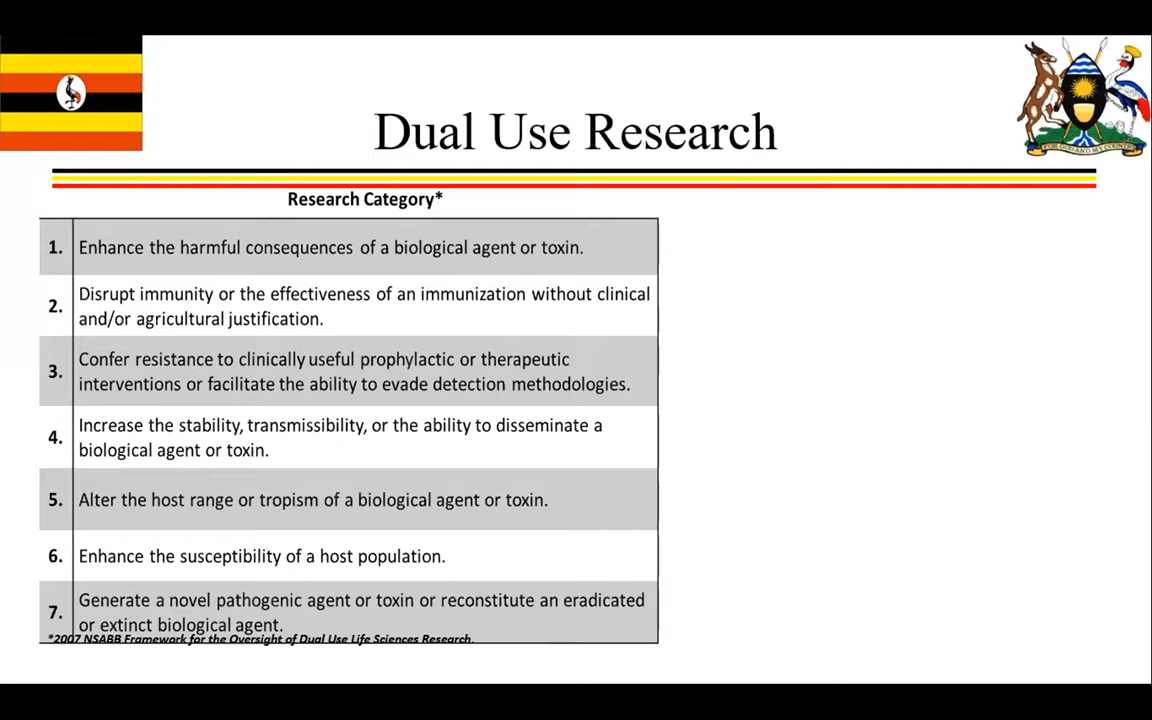 Dual Use Research
Research Category*
1. Enhance the harmful consequences of a biological agent or toxin.
2. Disrupt immunity or the effectiveness of an immunization without clinical
and/or agricultural justification.
3. Confer resistance to clinically useful prophylactic or therapeutic
interventions or facilitate the ability to evade detection methodologies.
4. Increase the stability, transmissibility, or the ability to disseminate a
biological agent or toxin.
5. Alter the host range or tropism of a biological agent or toxin.
6. Enhance the susceptibility of a host population.
7. Generate a novel pathogenic agent or toxin or reconstitute an eradicated
or extinct biological agent.
*2007 NSABB Framework for the Oversight of Dual Use Life Sciences Research.
FOR GOD AND MY COUNTRY